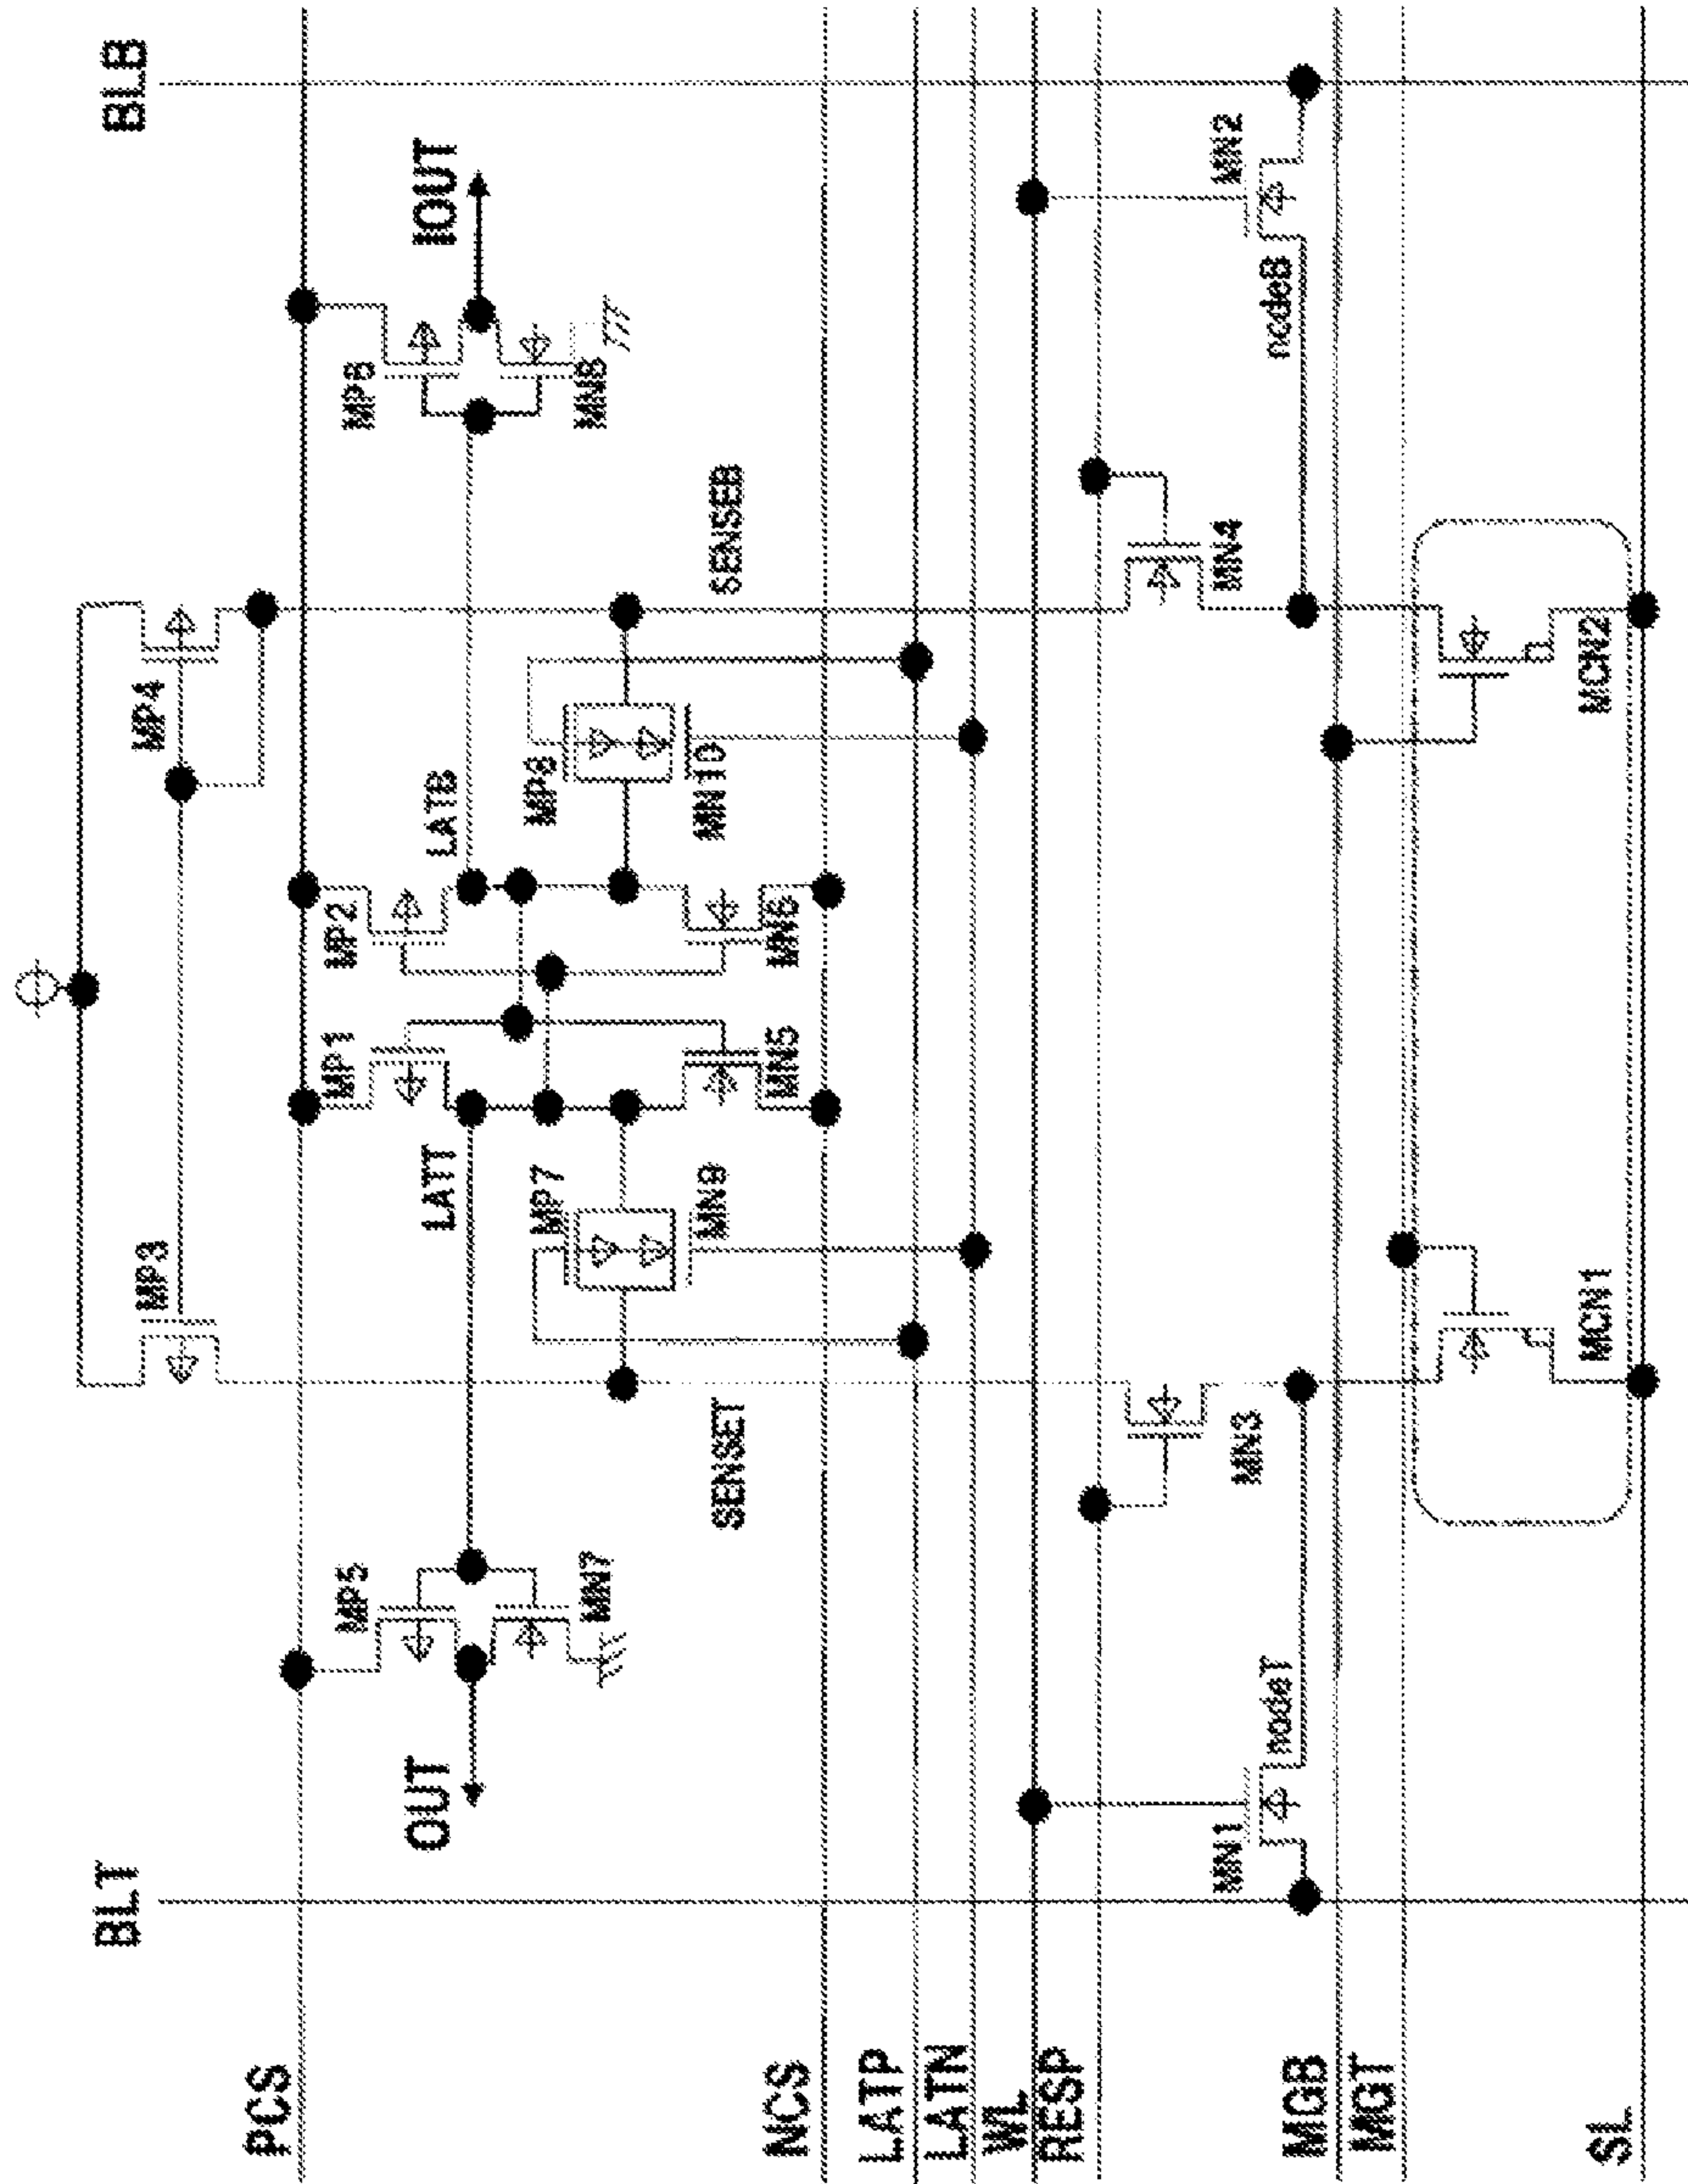 BLT
BLB
MP3
MP4
PCS
OUT
MP5
MN7
LATT
MP1
MP2
LATB
MP8
MN8
IOUT
SENSET
MP7
MN9
MN5
MN6
MP8
MN10
SENSEB
NCS
LATP
LATN
WL
RESP
MN1
nodeT
MN3
MN4
nodeB
MN2
MGB
MGT
MCN1
MCN2
SL